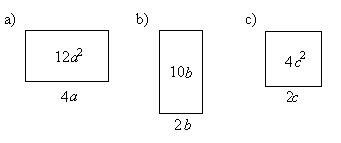 a) b) c)
12a² 10b 4c²
4a 2b 2c